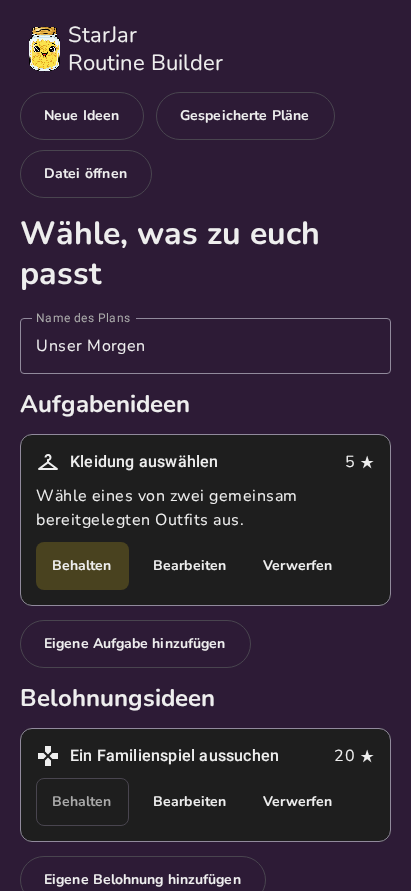 StarJar
Routine Builder
Neue Ideen
Gespeicherte Pläne
Datei öffnen
Wähle, was zu euch
passt
Name des Plans
Unser Morgen
Aufgabenideen
Kleidung auswählen
5 ★
Wähle eines von zwei gemeinsam
bereitgelegten Outfits aus.
Behalten
Bearbeiten
Verwerfen
Eigene Aufgabe hinzufügen
Belohnungsideen
Ein Familienspiel aussuchen
20 ★
Behalten
Bearbeiten
Verwerfen
Eigene Belohnung hinzufügen